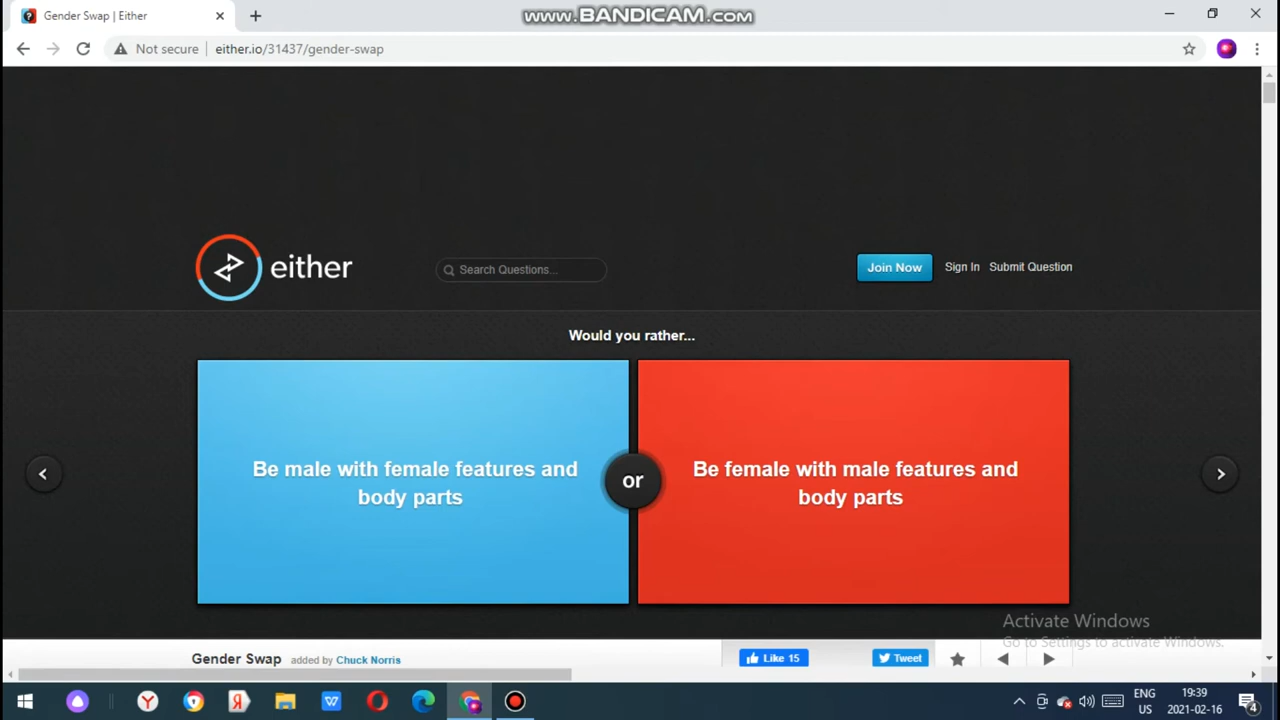 Gender Swap | Either
www.BANDICAM.com
Not secure
either.io/31437/gender-swap
either
Search Questions...
Join Now
Sign In
Submit Question
Would you rather...
Be male with female features and
body parts
or
Be female with male features and
body parts
Activate Windows
Go to Settings to activate Windows.
Gender Swap
added by Chuck Norris
Like 15
Tweet
ENG
US
19:39
2021-02-16
4